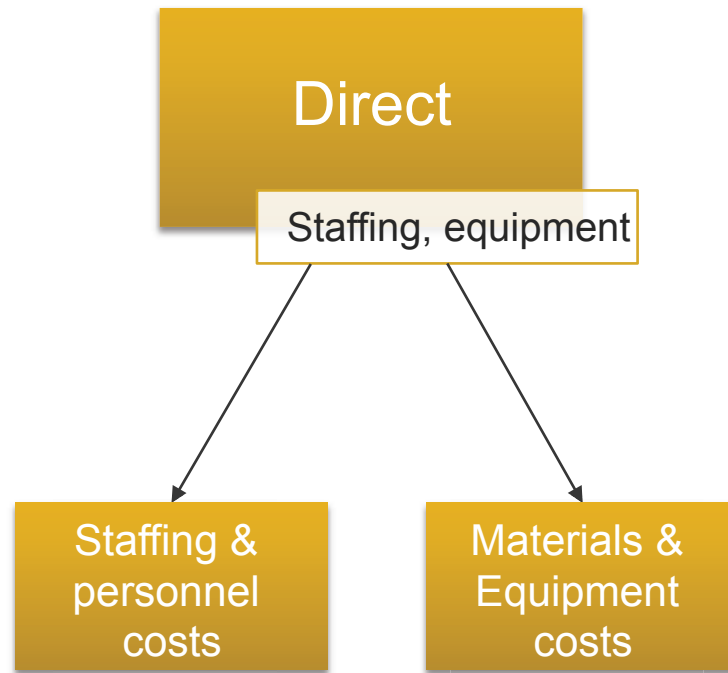 Direct
Staffing, equipment
Staffing &
personnel
costs
Materials &
Equipment
costs